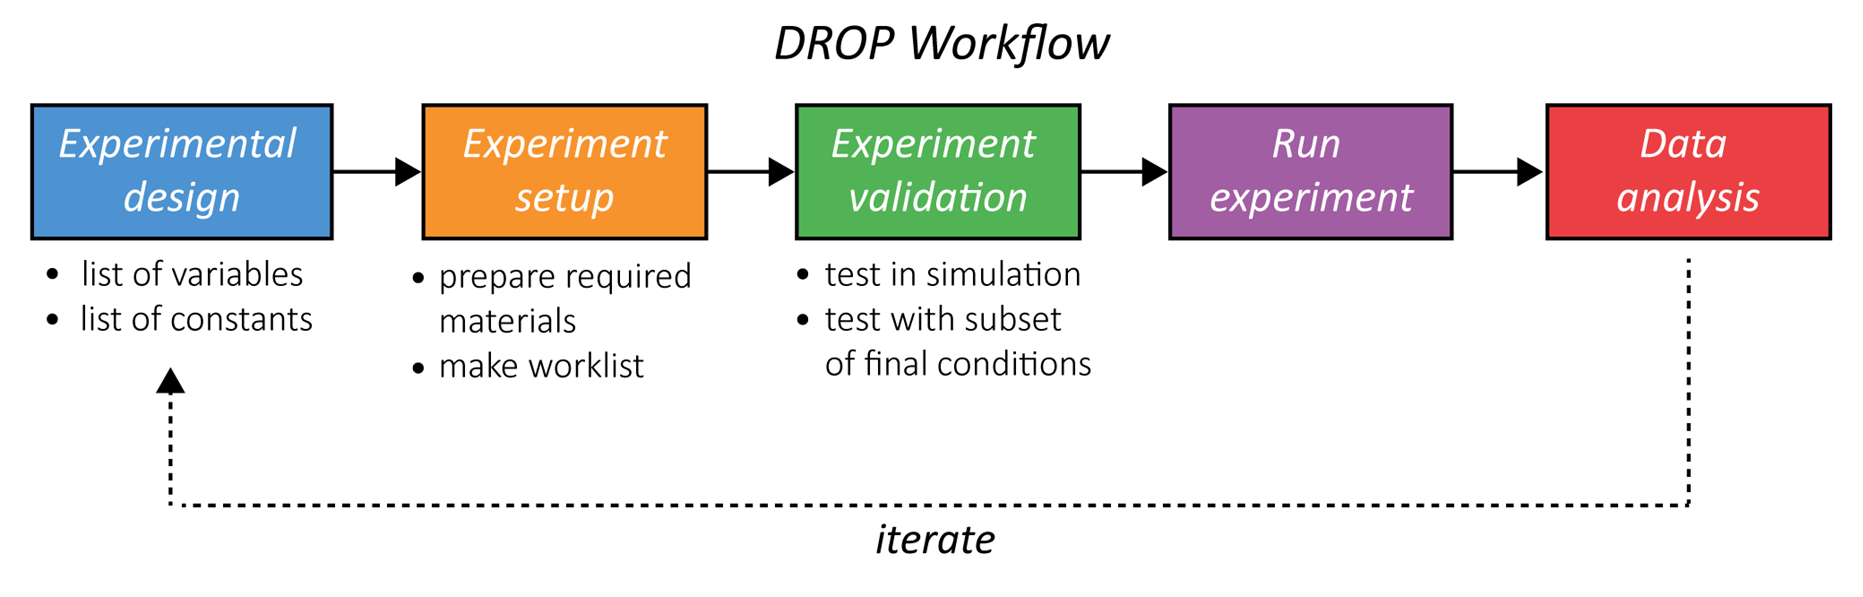 DROP Workflow
Experimental
design
Experiment
setup
Experiment
validation
Run
experiment
Data
analysis
• list of variables
• list of constants
• prepare required
materials
• make worklist
• test in simulation
• test with subset
of final conditions
iterate